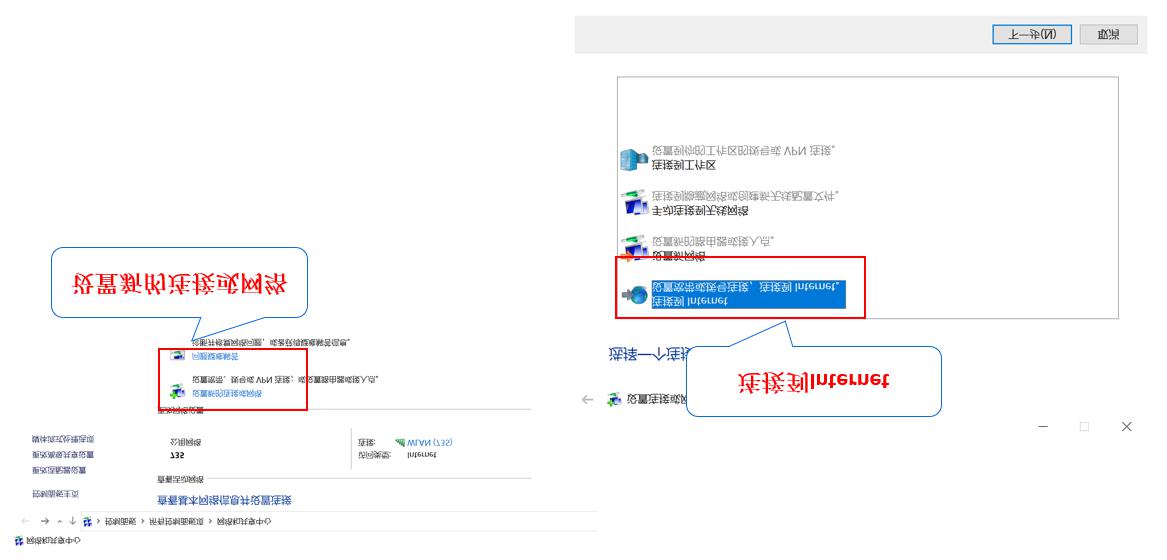 网络和共享中心
控制面板 > 所有控制面板项 > 网络和共享中心
控制面板主页
更改适配器设置
更改高级共享设置
媒体流式处理选项
查看基本网络信息并设置连接
查看活动网络
735
公用网络
访问类型: Internet
连接: WLAN (735)
更改网络设置
设置新的连接或网络
设置宽带、拨号或 VPN 连接；或设置路由器或接入点。
问题疑难解答
诊断并修复网络问题，或者获得疑难解答信息。
设置新的连接或网络
设置连接或网
选择一个连接
连接到Internet
连接到 Internet
设置宽带或拨号连接，连接到 Internet。
设置新网络
设置新的路由器或接入点。
手动连接到无线网络
连接到隐藏网络或创建新无线配置文件。
连接到工作区
设置到你的工作区的拨号或 VPN 连接。
下一步(N)
取消